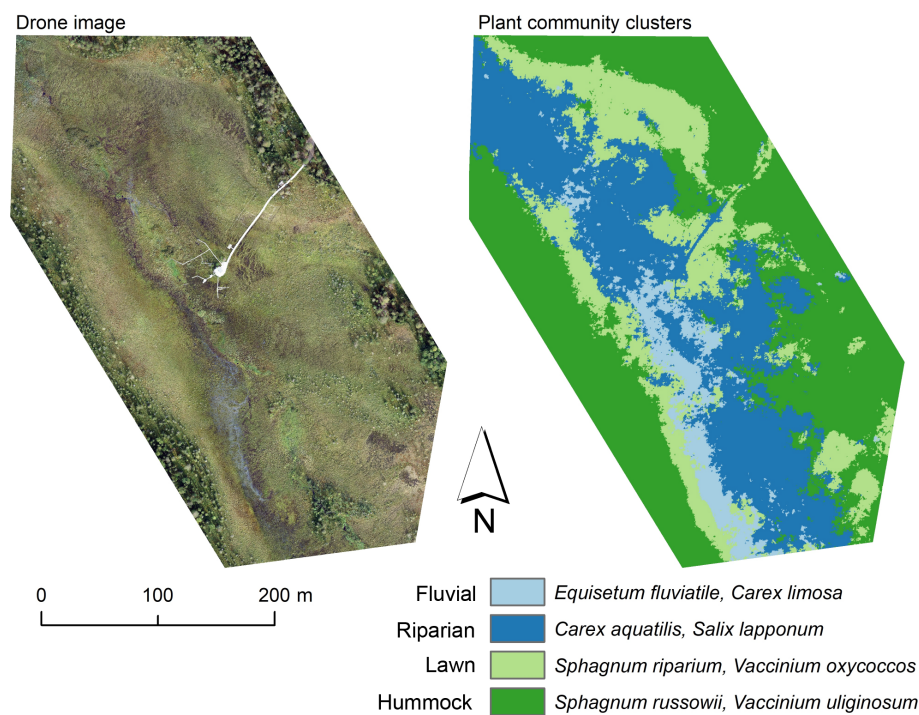 Drone image
Plant community clusters
N
0 100 200 m
Fluvial Equisetum fluviatile, Carex limosa
Riparian Carex aquatilis, Salix lapponum
Lawn Sphagnum riparium, Vaccinium oxycoccos
Hummock Sphagnum russowii, Vaccinium uliginosum